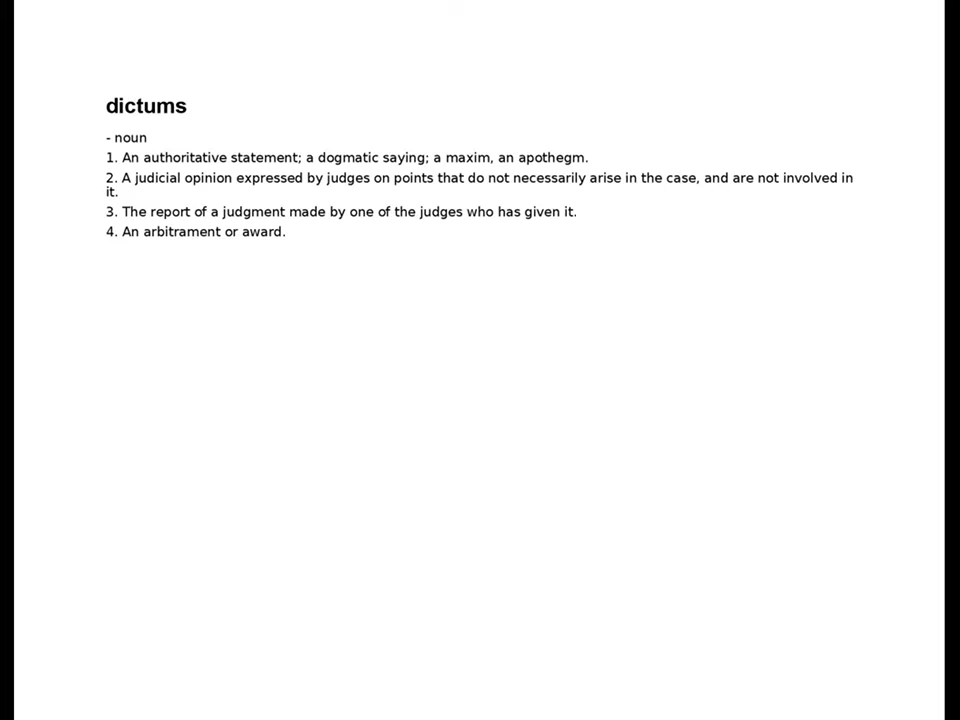 dictums
- noun
1. An authoritative statement; a dogmatic saying; a maxim, an apothegm.
2. A judicial opinion expressed by judges on points that do not necessarily arise in the case, and are not involved in
it.
3. The report of a judgment made by one of the judges who has given it.
4. An arbitrament or award.